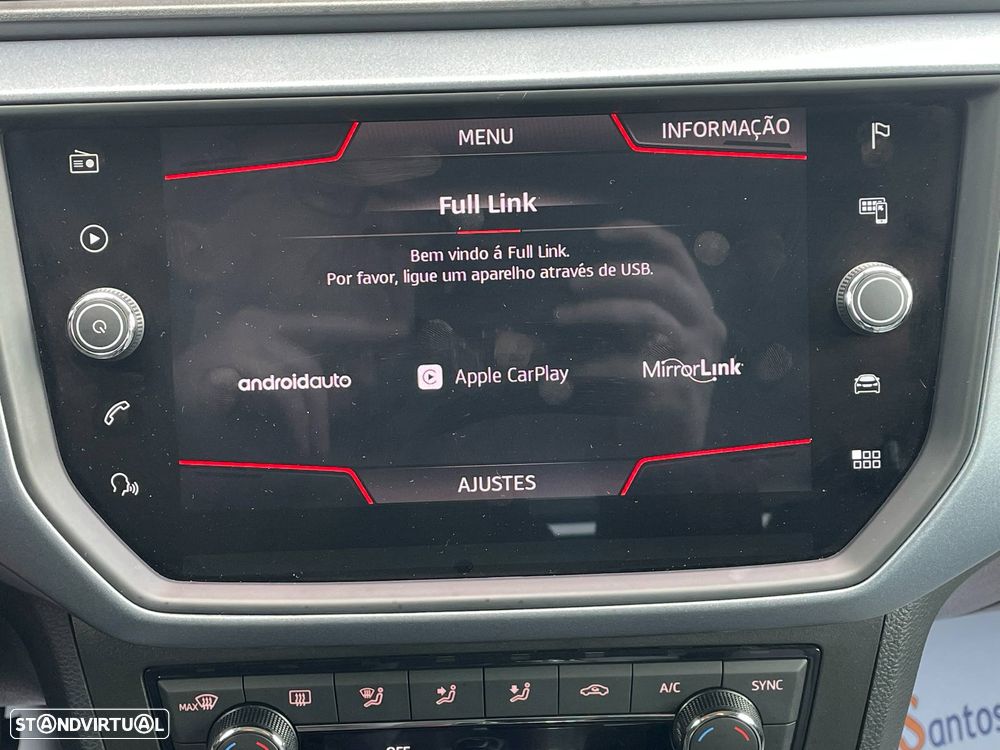 MENU
INFORMAÇÃO
Full Link
Bem vindo á Full Link.
Por favor, ligue um aparelho através de USB.
androidauto
Apple CarPlay
MirrorLink
AJUSTES
MAX
A/C
SYNC
OFF
STANDVIRTUAL
Santos